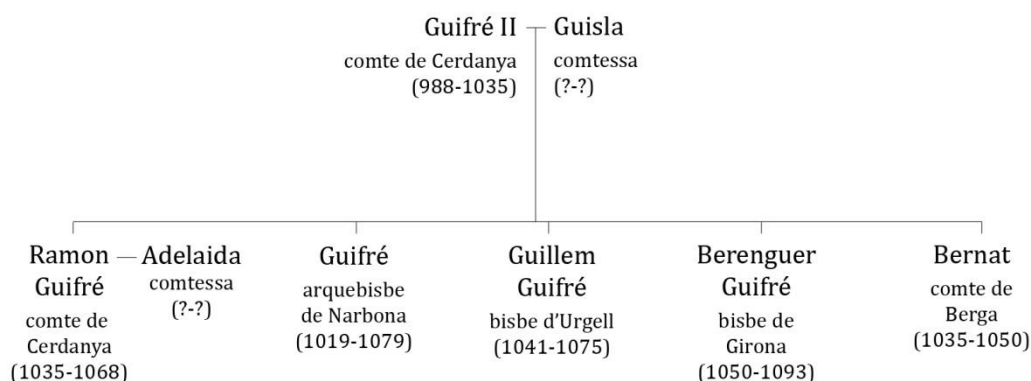 Guifré II
comte de Cerdanya
(988-1035)
Guisla
comtessa
(?-?)
Ramon
Guifré
comte de
Cerdanya
(1035-1068)
Adelaida
comtessa
(?-?)
Guifré
arquebisbe
de Narbona
(1019-1079)
Guillem
Guifré
bisbe d'Urgell
(1041-1075)
Berenguer
Guifré
bisbe de
Girona
(1050-1093)
Bernat
comte de
Berga
(1035-1050)